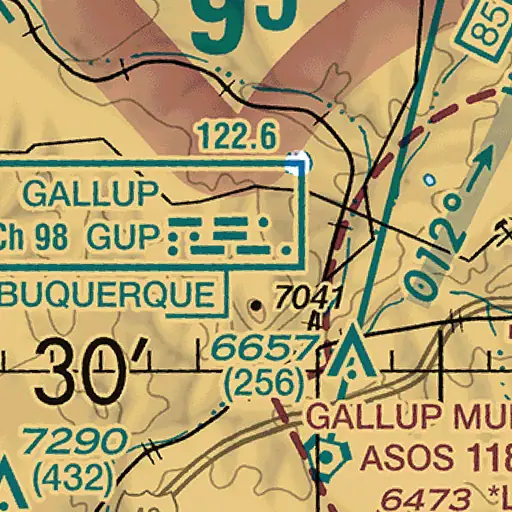 95
85
122.6
GALLUP
Ch 98 GUP
012°
BUQUERQUE
7041
6657
(256)
30'
GALLUP MU
7290
(432)
ASOS 118
6473 *L